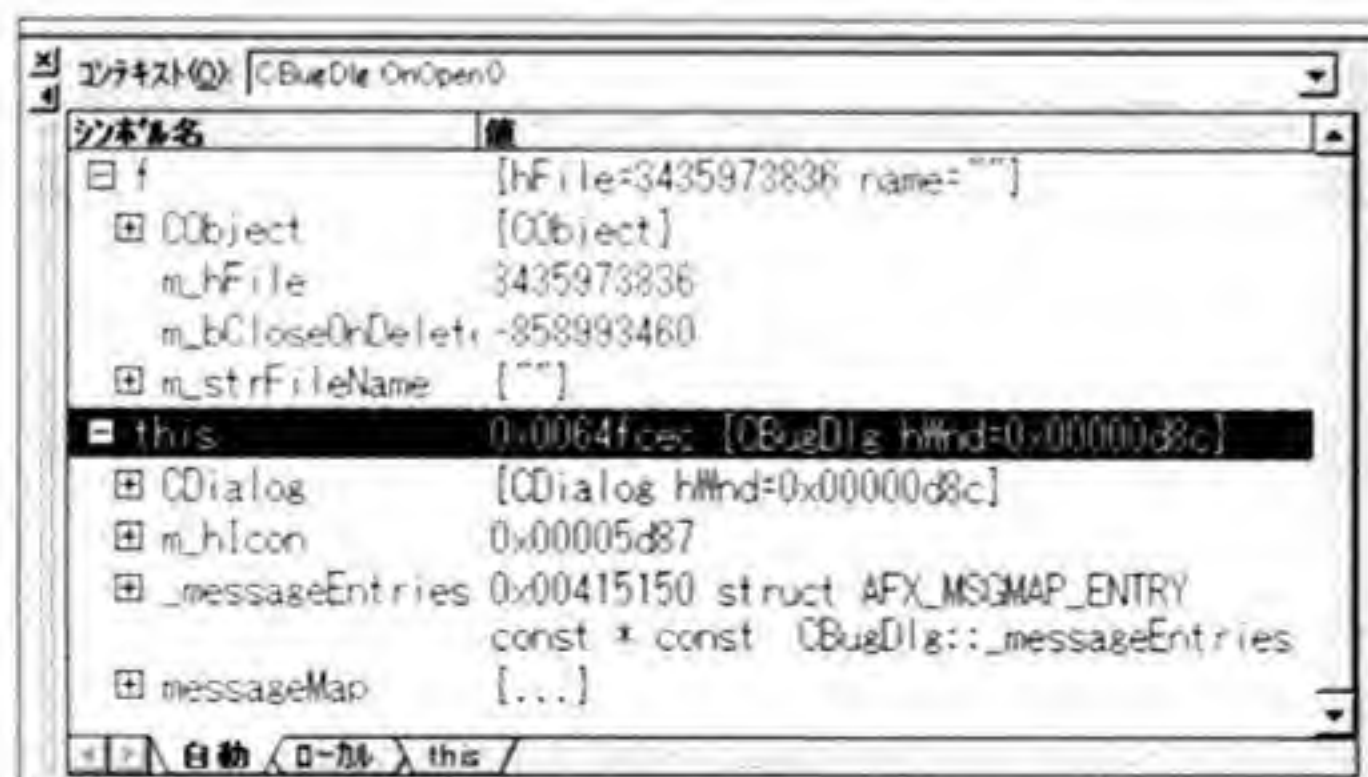 コンテキスト(O): CBugDlg OnOpen()
シンボル名 値
f [hFile=3435973836 name=""]
CObject [CObject]
m_hFile 3435973836
m_bCloseOnDelet -858993460
m_strFileName [""]
this 0x0064fcec [CBugDlg hWnd=0x00000d8c]
CDialog [CDialog hWnd=0x00000d8c]
m_hIcon 0x00005d87
_messageEntries 0x00415150 struct AFX_MSGMAP_ENTRY
const * const CBugDlg::_messageEntries
messageMap [...]
自動 ローカル this